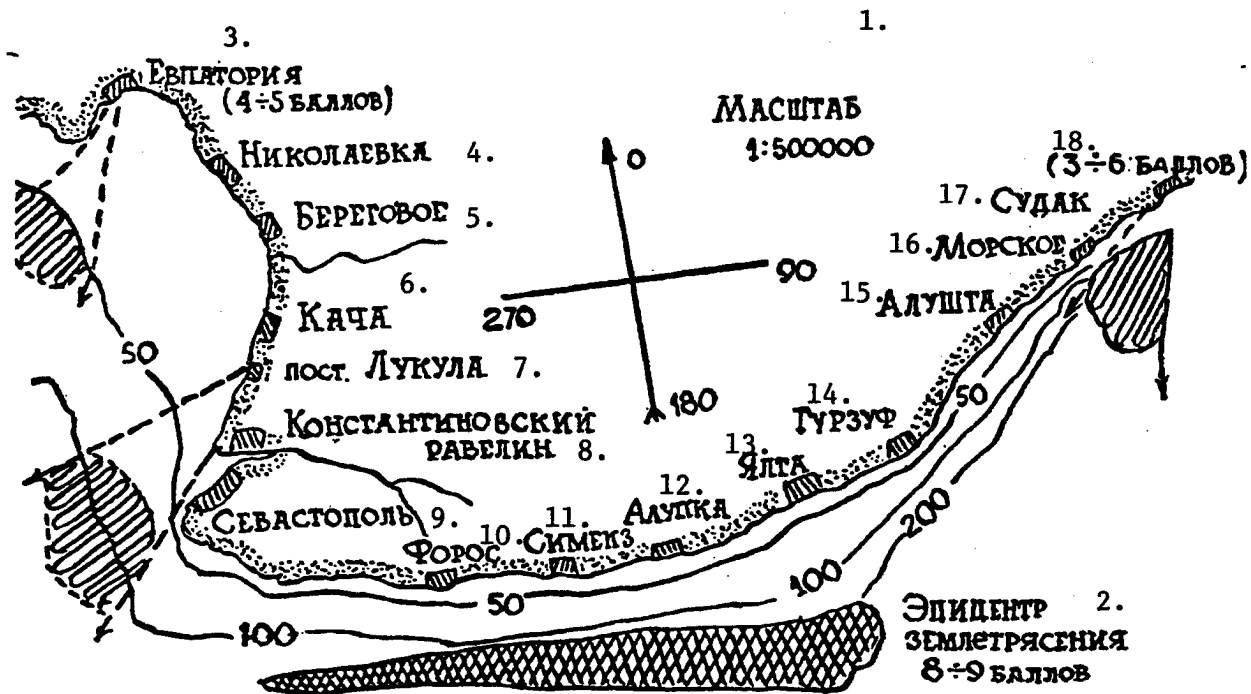 1.
3.
ЕВПАТОРИЯ
(4÷5 БАЛЛОВ)
МАСШТАБ
1:500000
НИКОЛАЕВКА 4.
0
18.
(3÷6 БАЛЛОВ)
17. СУДАК
БЕРЕГОВОЕ 5.
16. МОРСКОЕ
6.
КАЧА
270
90
15. АЛУШТА
50
ПОСТ. ЛУКУЛА 7.
180
50
КОНСТАНТИНОВСКИЙ
РАВЕЛИН 8.
14.
ГУРЗУФ
13.
ЯЛТА
12.
АЛУПКА
200
СЕВАСТОПОЛЬ 9.
10.
ФОРОС
11.
СИМЕИЗ
100
50
100
ЭПИЦЕНТР 2.
ЗЕМЛЕТРЯСЕНИЯ
8÷9 БАЛЛОВ